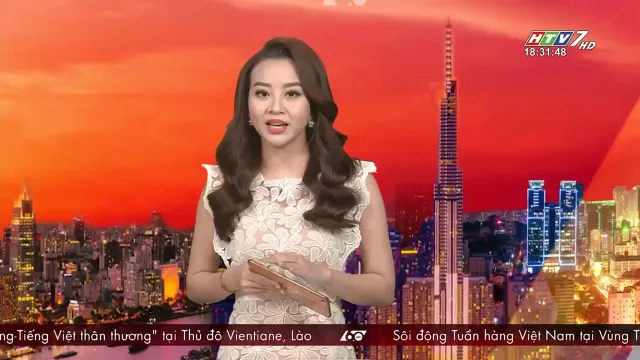 HTV7 HD
18:31:48
ng-Tiếng Việt thân thương" tại Thủ đô Vientiane, Lào 60 Sôi động Tuần hàng Việt Nam tại Vùng T